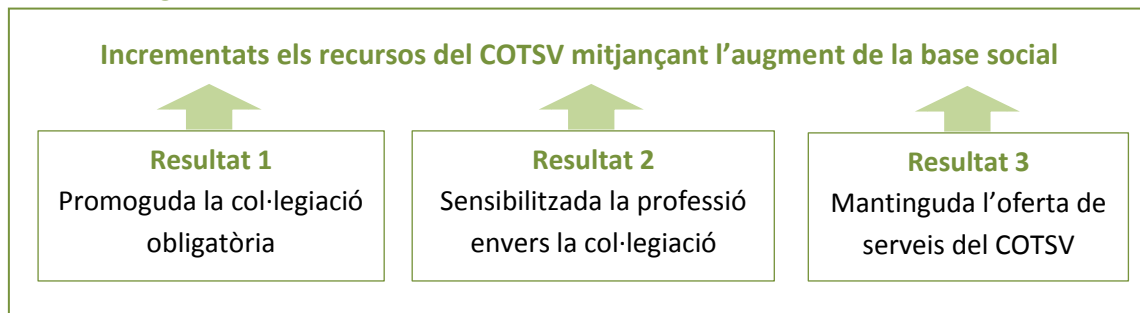 Incrementats els recursos del COTSV mitjançant l’augment de la base social
Resultat 1
Promoguda la col·legiació
obligatòria
Resultat 2
Sensibilitzada la professió
envers la col·legiació
Resultat 3
Mantinguda l’oferta de
serveis del COTSV